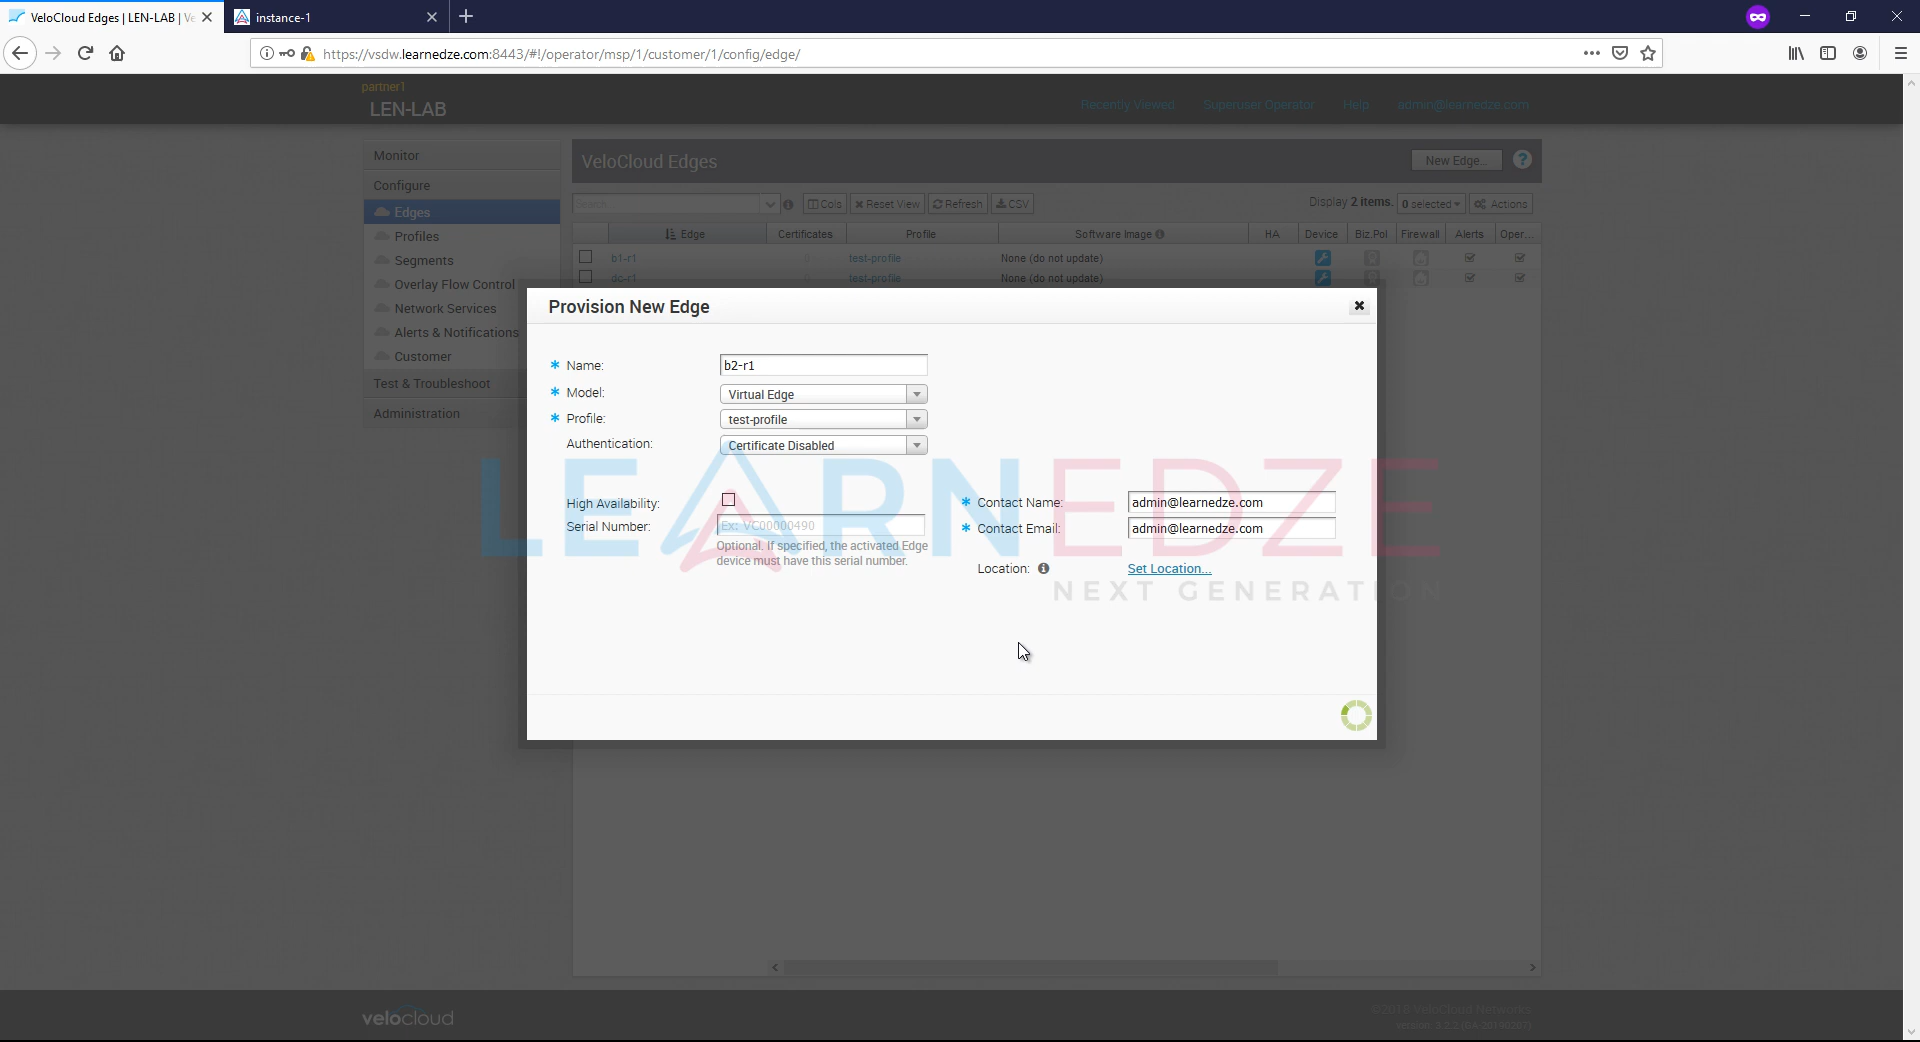 VeloCloud Edges | LEN-LAB | Ve
instance-1
https://vsdw.learnedze.com:8443/#!/operator/msp/1/customer/1/config/edge/
partner1
LEN-LAB
Recently Viewed
Superuser Operator
Help
admin@learnedze.com
Monitor
Configure
Edges
Profiles
Segments
Overlay Flow Control
Network Services
Alerts & Notifications
Customer
Test & Troubleshoot
Administration
VeloCloud Edges
New Edge...
Search...
Cols
Reset View
Refresh
CSV
Display 2 items.
0 selected
Actions
Edge Certificates Profile Software Image HA Device Biz.Pol Firewall Alerts Oper...
b1-r1 0 test-profile None (do not update)
dc-r1 0 test-profile None (do not update)
Provision New Edge
* Name: b2-r1
* Model: Virtual Edge
* Profile: test-profile
Authentication: Certificate Disabled
High Availability:
Serial Number: Ex: VC00000490
Optional. If specified, the activated Edge
device must have this serial number.
* Contact Name: admin@learnedze.com
* Contact Email: admin@learnedze.com
Location: Set Location...
LEARNEDZE
NEXT GENERATION
velocloud
©2018 VeloCloud Networks.
version: 3.2.2 (GA-20190207)